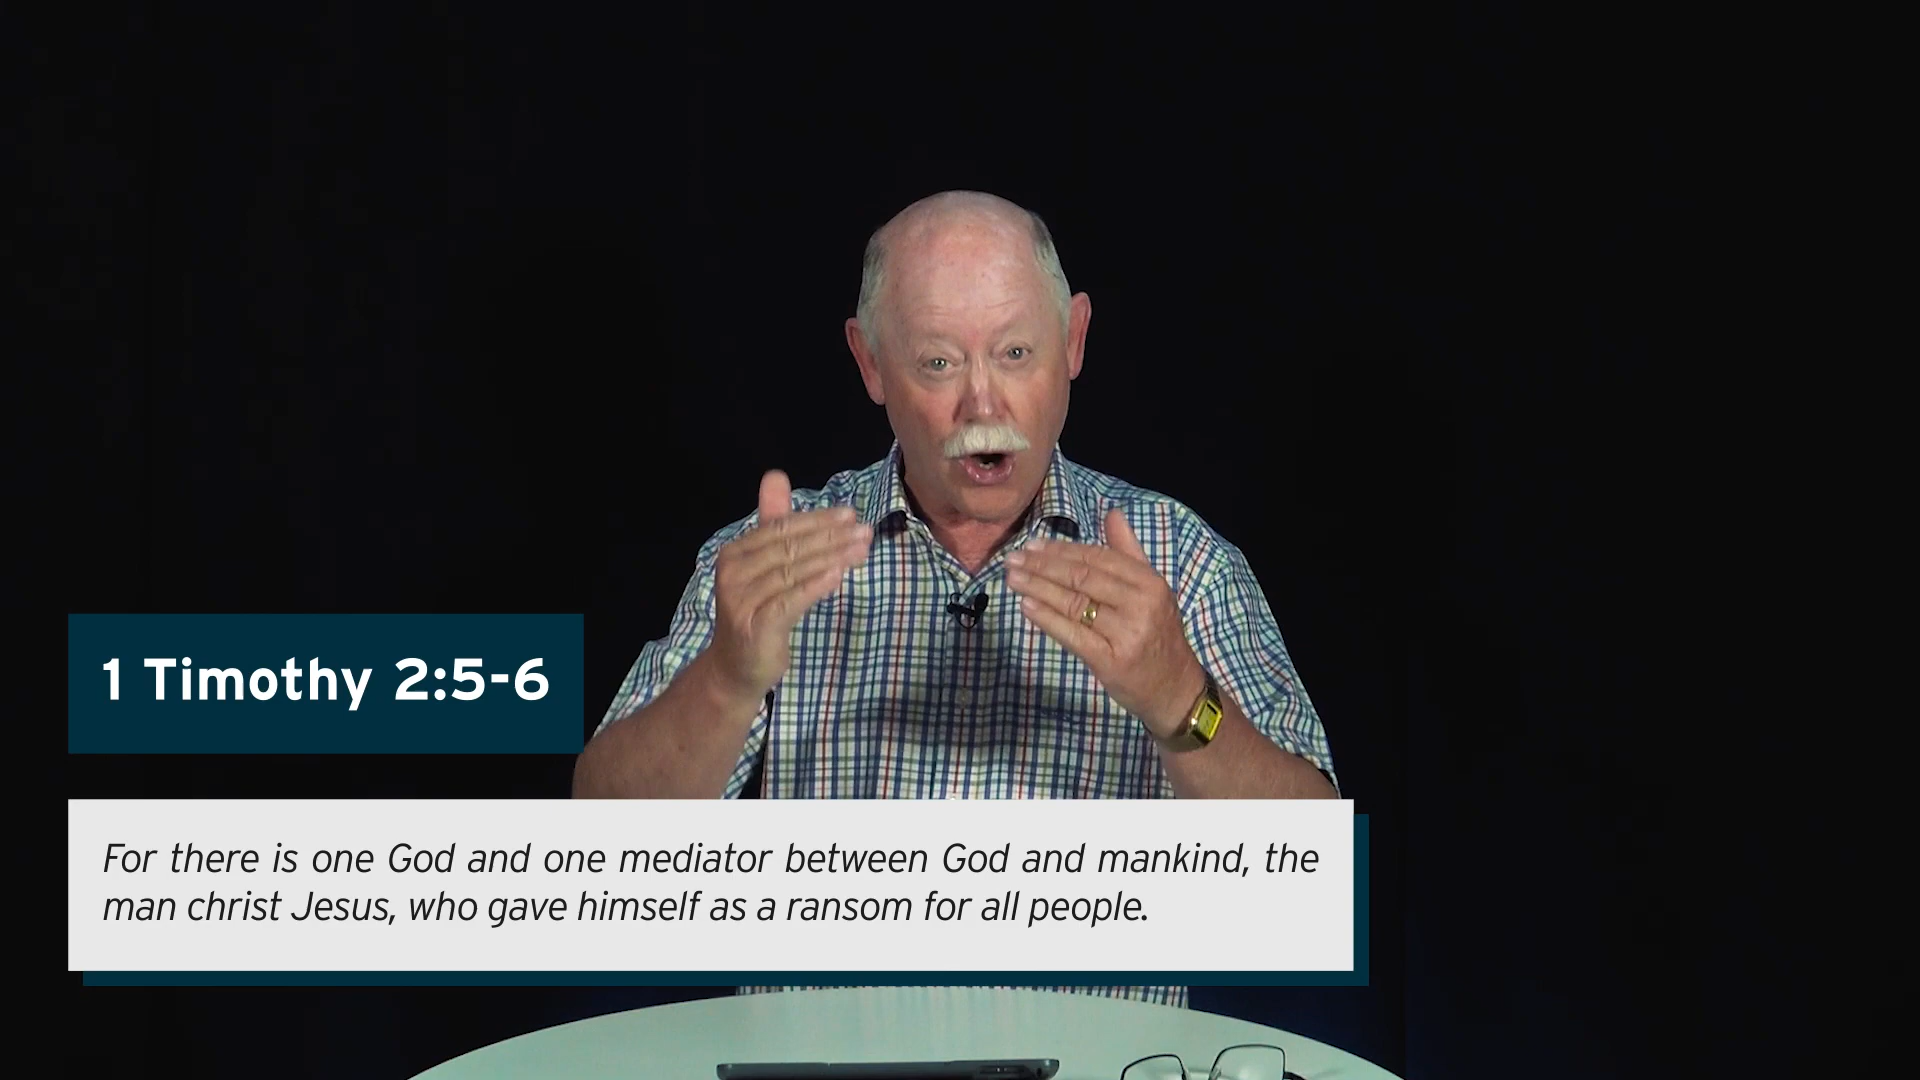 1 Timothy 2:5-6
For there is one God and one mediator between God and mankind, the
man christ Jesus, who gave himself as a ransom for all people.